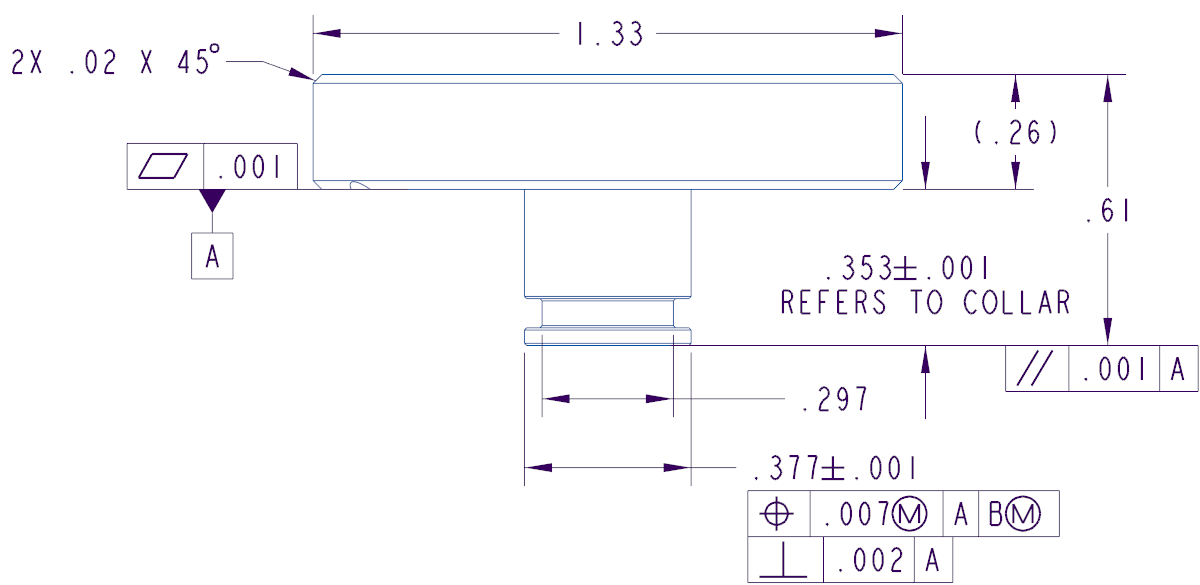 1.33
2X .02 X 45°
(.26)
⏥ .001
.61
A
.353±.001
REFERS TO COLLAR
// .001 A
.297
.377±.001
⌖ .007Ⓜ A BⓂ
⊥ .002 A